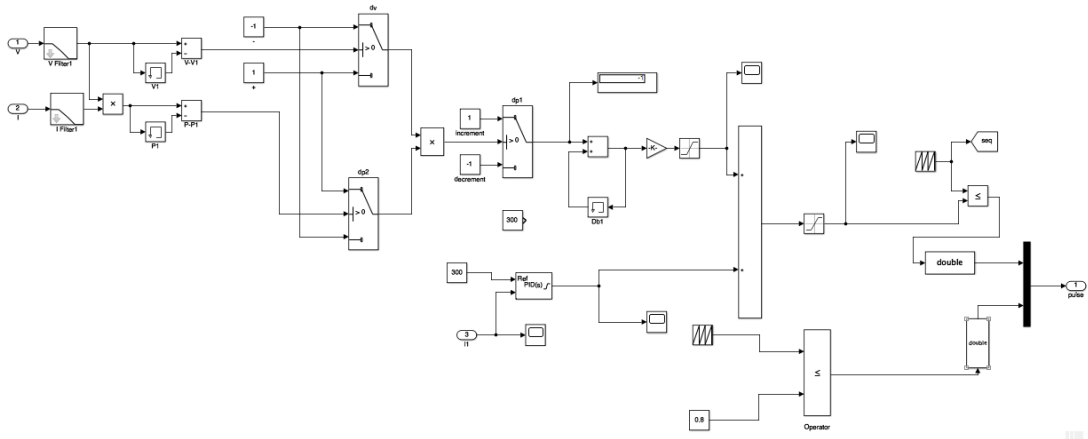 dv
-1
-
1
V
V Filter1
V1
+
-
V-V1
> 0
1
+
2
I
I Filter1
×
P1
+
-
P-P1
dp2
> 0
×
dp1
1
increment
> 0
-1
decrement
-1
+
+
-K-
Db1
300
300
Ref
PID(s)
3
I1
+
+
seq
≤
double
1
pulse
double
≤
0.8
Operator